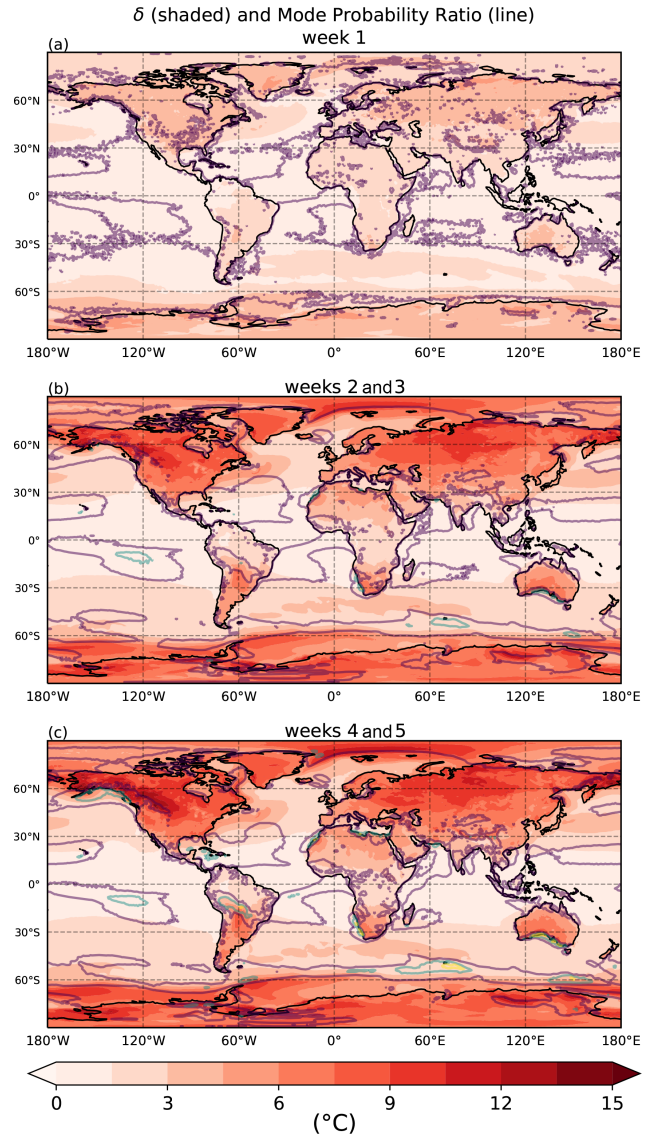 δ (shaded) and Mode Probability Ratio (line)
(a) week 1
60°N
30°N
0°
30°S
60°S
180°W 120°W 60°W 0° 60°E 120°E 180°E
(b) weeks 2 and 3
60°N
30°N
0°
30°S
60°S
180°W 120°W 60°W 0° 60°E 120°E 180°E
(c) weeks 4 and 5
60°N
30°N
0°
30°S
60°S
180°W 120°W 60°W 0° 60°E 120°E 180°E
0 3 6 9 12 15
(°C)